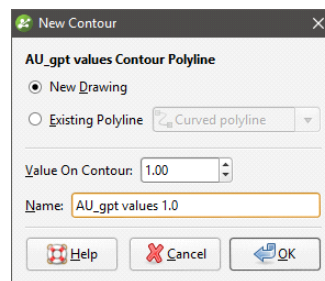 New Contour
AU_gpt values Contour Polyline
New Drawing
Existing Polyline Curved polyline
Value On Contour: 1.00
Name: AU_gpt values 1.0
Help Cancel OK